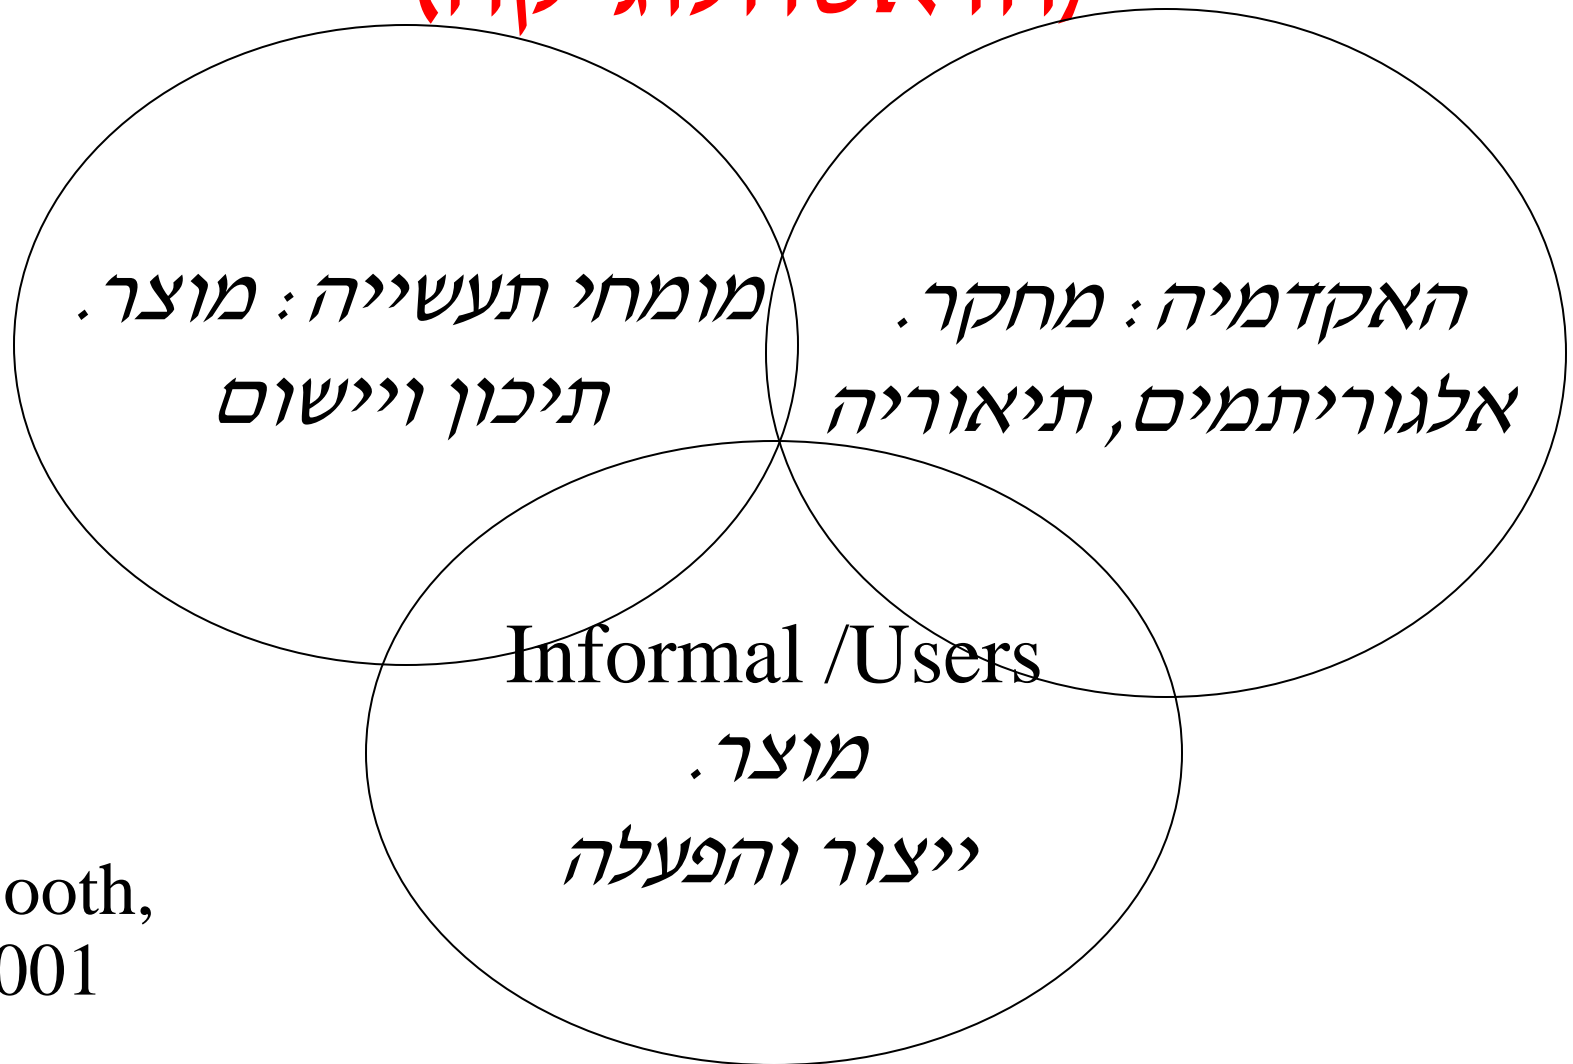 האקדמיה: מחקר.
אלגוריתמים, תיאוריה
מומחי תעשייה: מוצר.
תיכון ויישום
Informal /Users
מוצר.
ייצור והפעלה
ooth,
001